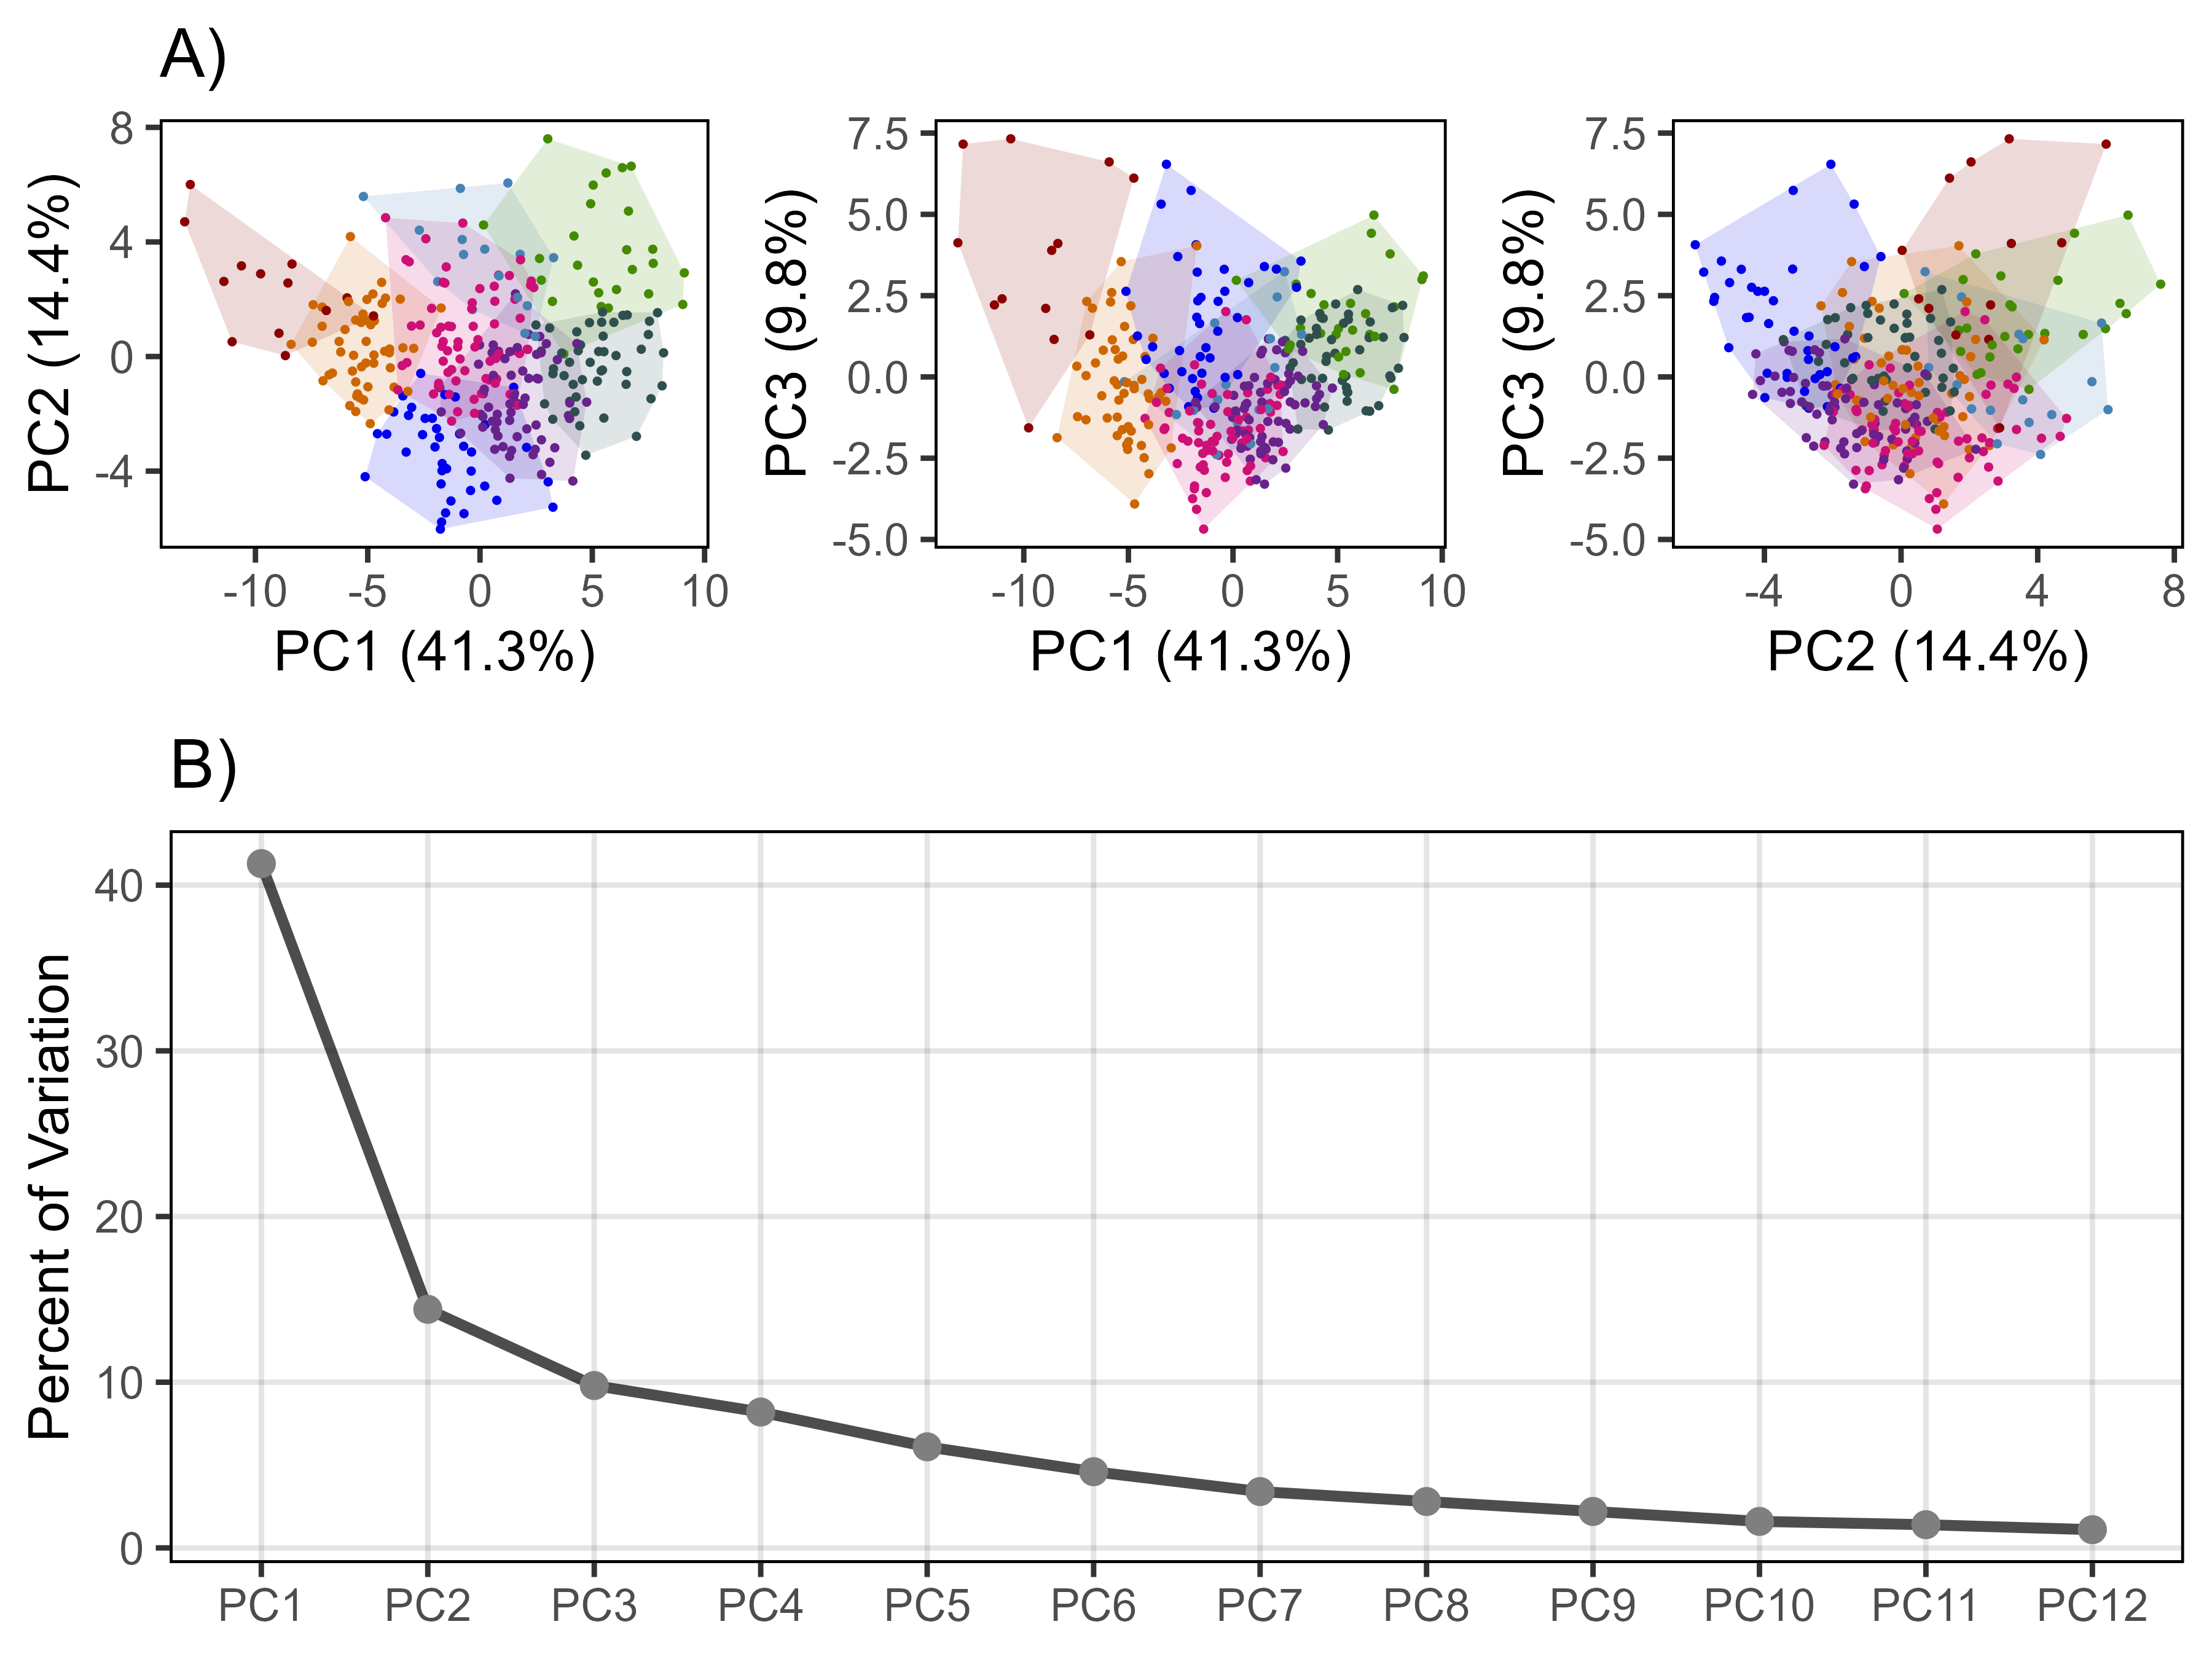 A)
8
4
0
-4
PC2 (14.4%)
-10 -5 0 5 10
PC1 (41.3%)
7.5
5.0
2.5
0.0
-2.5
-5.0
PC3 (9.8%)
-10 -5 0 5 10
PC1 (41.3%)
7.5
5.0
2.5
0.0
-2.5
-5.0
PC3 (9.8%)
-4 0 4 8
PC2 (14.4%)
B)
40
30
20
10
0
Percent of Variation
PC1 PC2 PC3 PC4 PC5 PC6 PC7 PC8 PC9 PC10 PC11 PC12